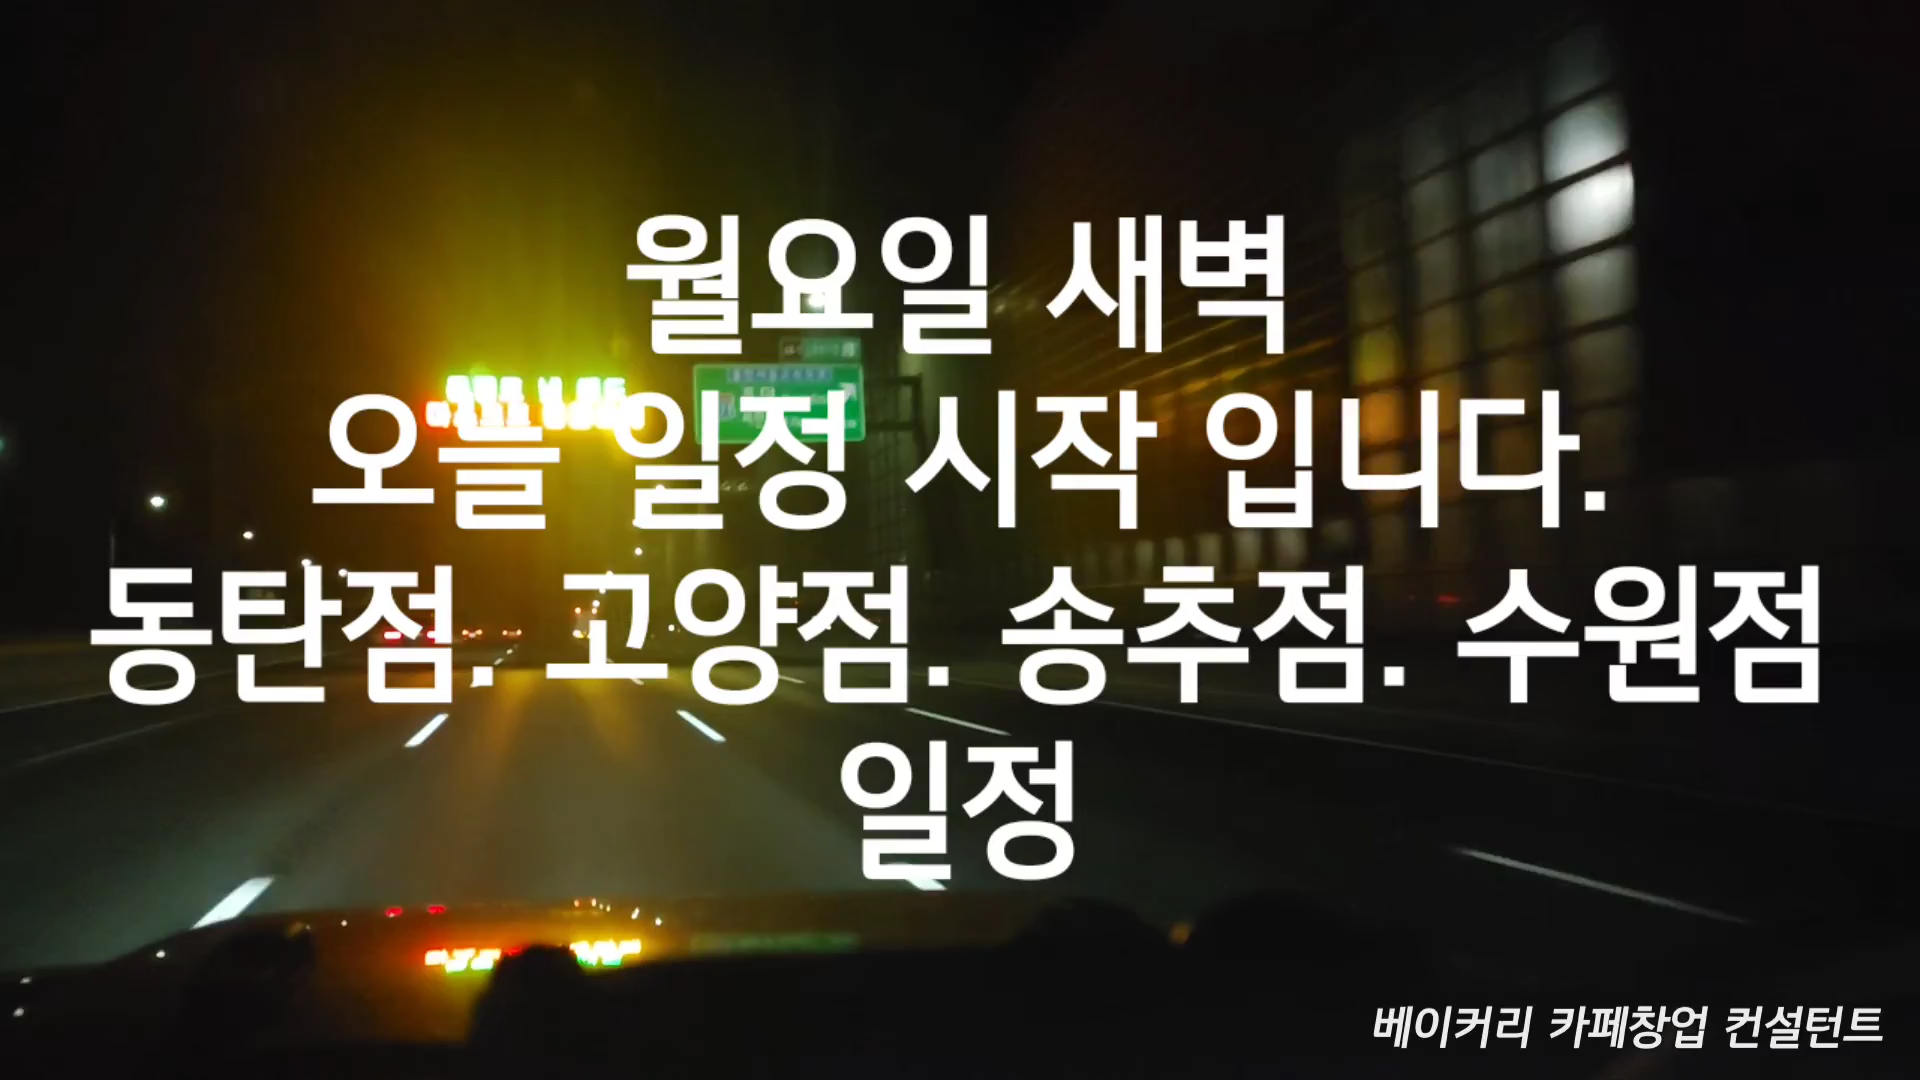 월요일 새벽
오늘 일정 시작 입니다.
동탄점. 고양점. 송추점. 수원점
일정
베이커리 카페창업 컨설턴트